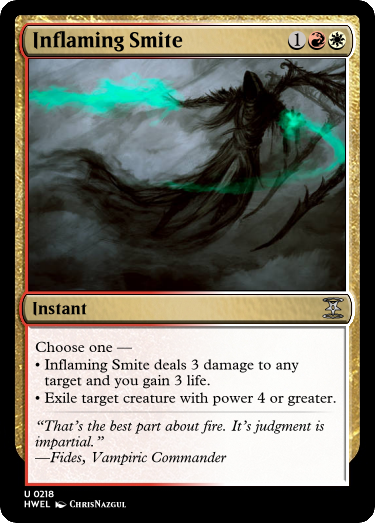 Inflaming Smite 1
Instant
Choose one —
• Inflaming Smite deals 3 damage to any
target and you gain 3 life.
• Exile target creature with power 4 or greater.
“That's the best part about fire. It's judgment is
impartial.”
—Fides, Vampiric Commander
U 0218
HWEL ChrisNazgul